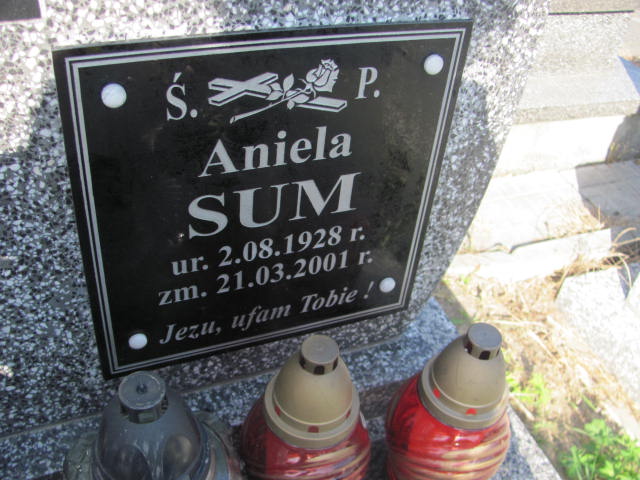 Ś. P.
Aniela
SUM
ur. 2.08.1928 r.
zm. 21.03.2001 r.
Jezu, ufam Tobie !